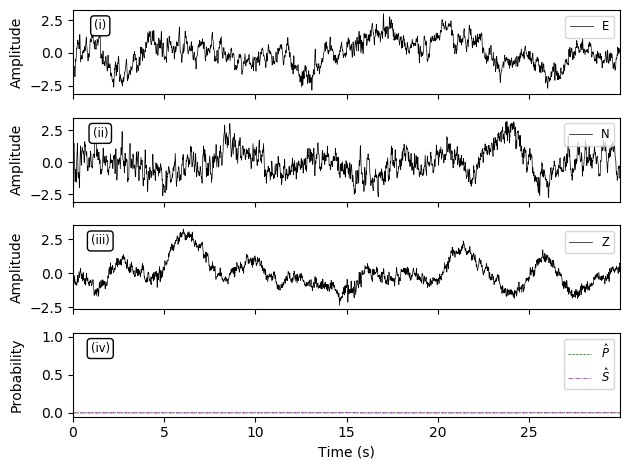 Amplitude
2.5
0.0
−2.5
(i)
E
Amplitude
2.5
0.0
−2.5
(ii)
N
Amplitude
2.5
0.0
−2.5
(iii)
Z
Probability
1.0
0.5
0.0
(iv)
P̂
Ŝ
0 5 10 15 20 25
Time (s)